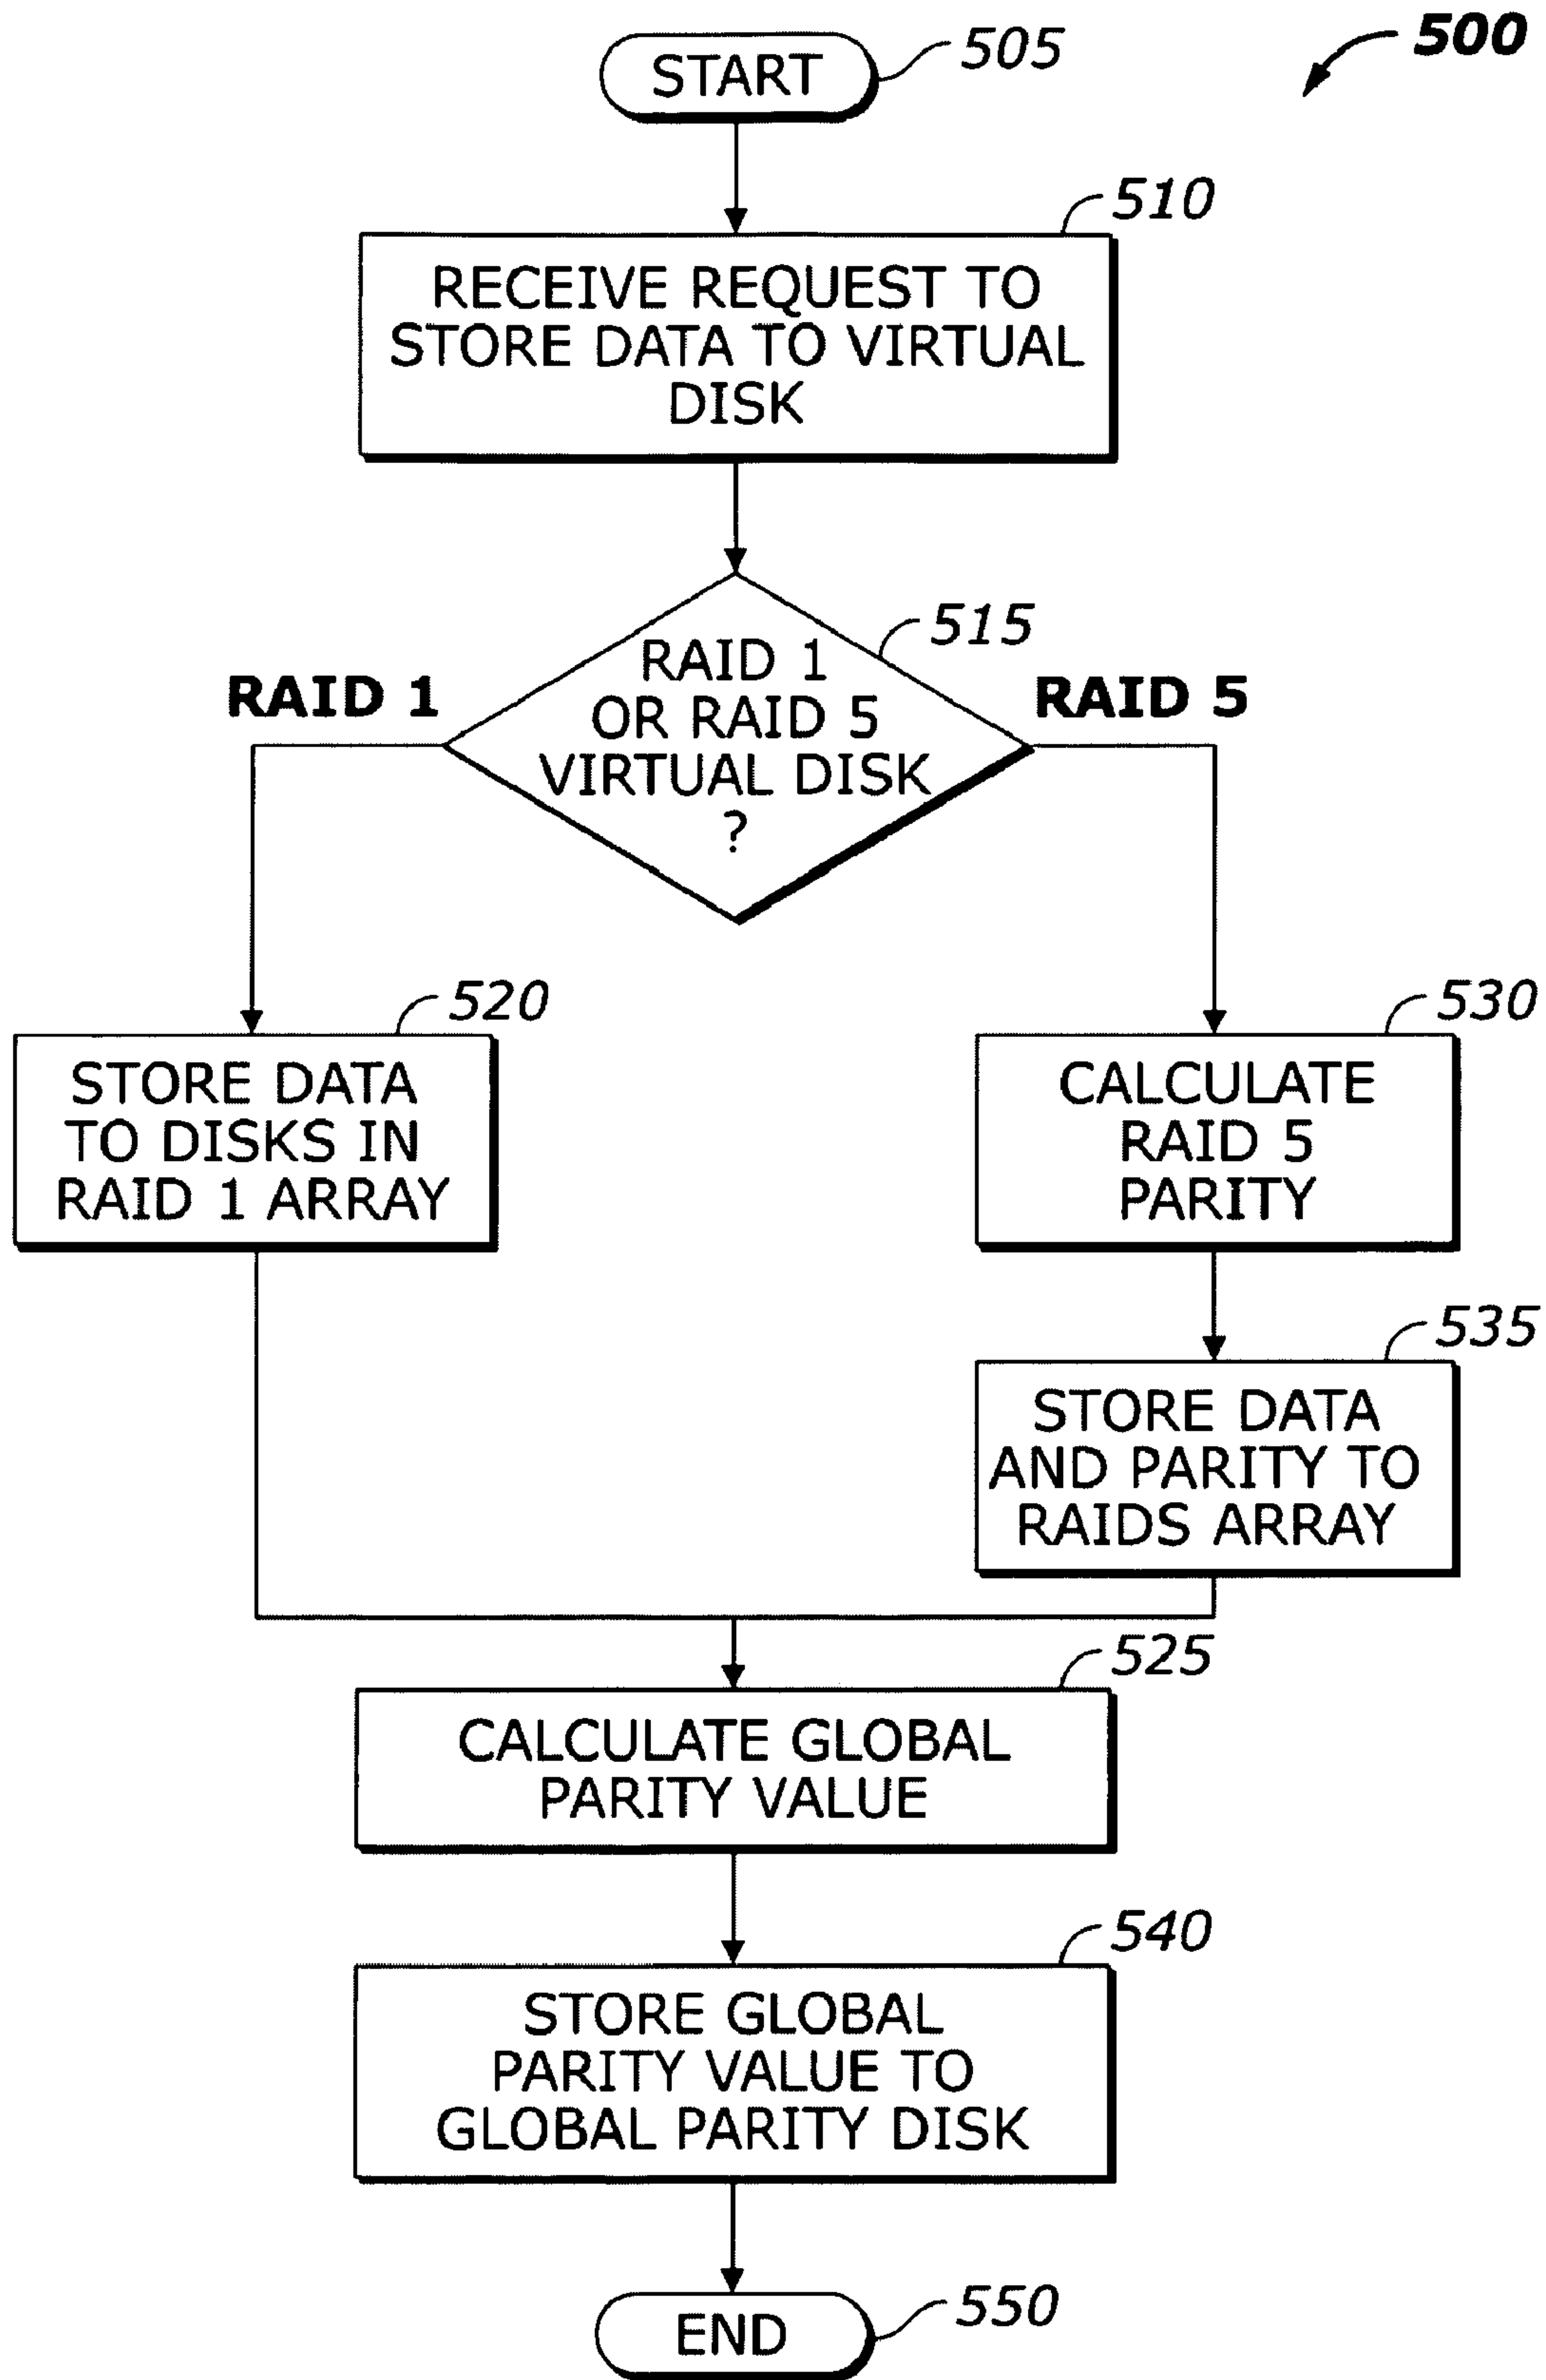 500
START
505
510
RECEIVE REQUEST TO
STORE DATA TO VIRTUAL
DISK
515
RAID 1
OR RAID 5
VIRTUAL DISK
?
RAID 1
RAID 5
520
STORE DATA
TO DISKS IN
RAID 1 ARRAY
530
CALCULATE
RAID 5
PARITY
535
STORE DATA
AND PARITY TO
RAIDS ARRAY
525
CALCULATE GLOBAL
PARITY VALUE
540
STORE GLOBAL
PARITY VALUE TO
GLOBAL PARITY DISK
END
550